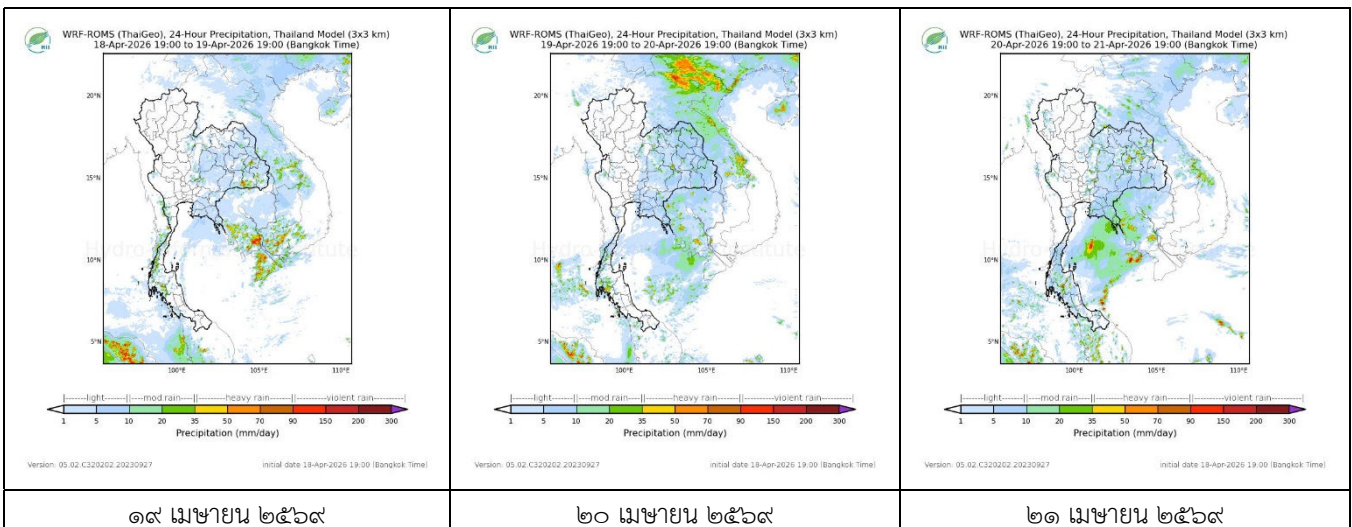 WRF-ROMS (ThaiGeo), 24-Hour Precipitation, Thailand Model (3x3 km)
18-Apr-2026 19:00 to 19-Apr-2026 19:00 (Bangkok Time)
20°N
15°N
10°N
5°N
100°E 105°E 110°E
|-------light-------||----mod rain-----||-------heavy rain-------||------violent rain-------|
1 5 10 20 35 50 70 90 150 200 300
Precipitation (mm/day)
Version: 05.02.C320202.20230927 initial date 18-Apr-2026 19:00 (Bangkok Time)
๑๙ เมษายน ๒๕๖๙
WRF-ROMS (ThaiGeo), 24-Hour Precipitation, Thailand Model (3x3 km)
19-Apr-2026 19:00 to 20-Apr-2026 19:00 (Bangkok Time)
20°N
15°N
10°N
5°N
100°E 105°E 110°E
|-------light-------||----mod rain-----||-------heavy rain-------||------violent rain-------|
1 5 10 20 35 50 70 90 150 200 300
Precipitation (mm/day)
Version: 05.02.C320202.20230927 initial date 18-Apr-2026 19:00 (Bangkok Time)
๒๐ เมษายน ๒๕๖๙
WRF-ROMS (ThaiGeo), 24-Hour Precipitation, Thailand Model (3x3 km)
20-Apr-2026 19:00 to 21-Apr-2026 19:00 (Bangkok Time)
20°N
15°N
10°N
5°N
100°E 105°E 110°E
|-------light-------||----mod rain-----||-------heavy rain-------||------violent rain-------|
1 5 10 20 35 50 70 90 150 200 300
Precipitation (mm/day)
Version: 05.02.C320202.20230927 initial date 18-Apr-2026 19:00 (Bangkok Time)
๒๑ เมษายน ๒๕๖๙